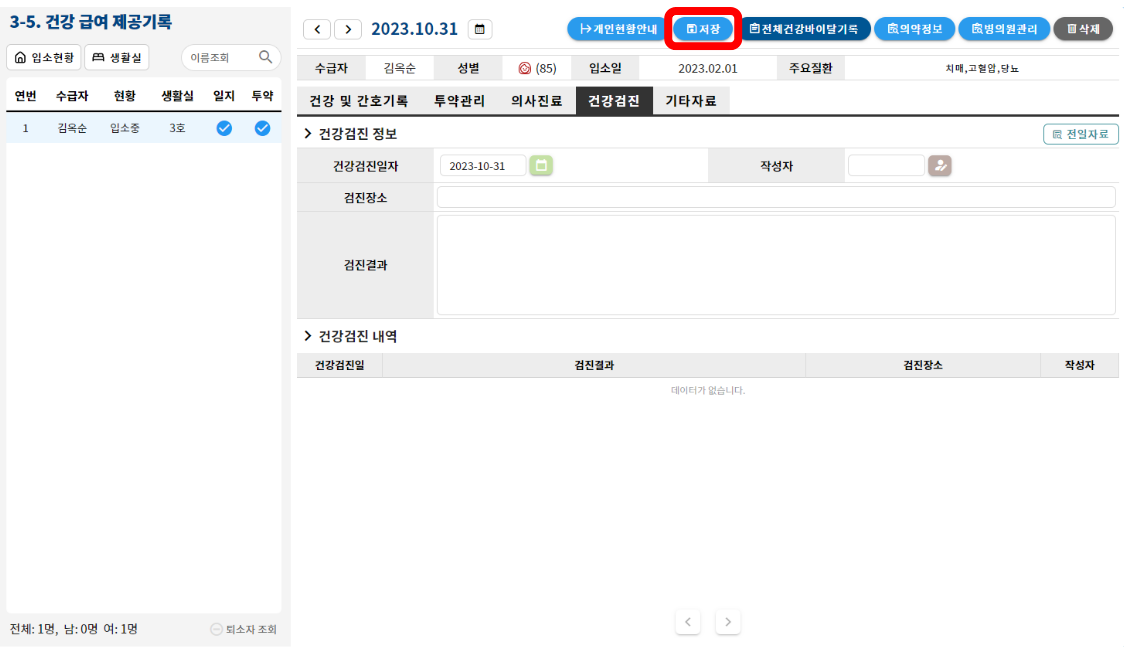 3-5. 건강 급여 제공기록
입소현황 생활실 이름조회
연번 수급자 현황 생활실 일지 투약
1 김옥순 입소중 3호
전체: 1명, 남: 0명 여: 1명 퇴소자 조회
2023.10.31 개인현황안내 저장 전체건강바이탈기록 의약정보 병의원관리 삭제
수급자 김옥순 성별 (85) 입소일 2023.02.01 주요질환 치매,고혈압,당뇨
건강 및 간호기록 투약관리 의사진료 건강검진 기타자료
건강검진 정보 전일자료
건강검진일자 2023-10-31 작성자
검진장소
검진결과
건강검진 내역
건강검진일 검진결과 검진장소 작성자
데이터가 없습니다.